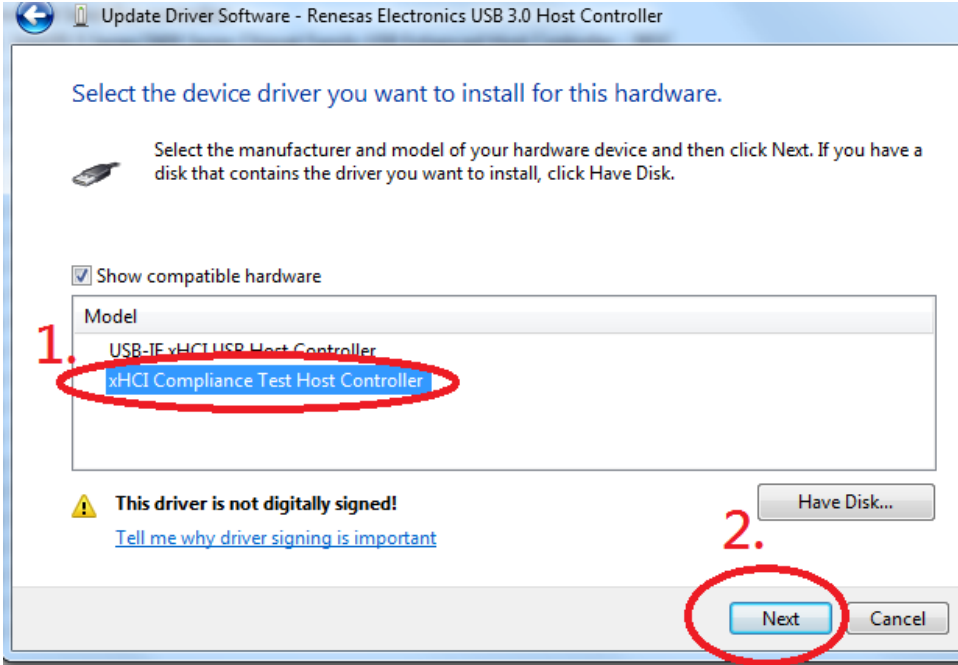 Update Driver Software - Renesas Electronics USB 3.0 Host Controller
Select the device driver you want to install for this hardware.
Select the manufacturer and model of your hardware device and then click Next. If you have a
disk that contains the driver you want to install, click Have Disk.
Show compatible hardware
Model
1.
USB-IF xHCI USB Host Controller
xHCI Compliance Test Host Controller
This driver is not digitally signed!
Have Disk...
Tell me why driver signing is important
2.
Next
Cancel